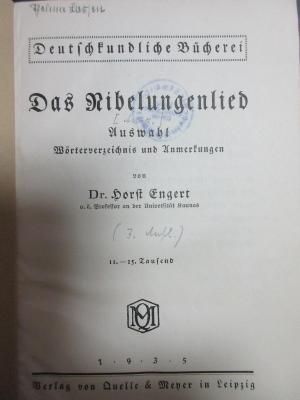 Deutschkundliche Bücherei
Das Nibelungenlied
Auswahl
Wörterverzeichnis und Anmerkungen
von
Dr. Horst Engert
o. ö. Professor an der Universität Kaunas
(3. Aufl.)
11.—15. Tausend
QM
1 · 9 · 3 · 5
Verlag von Quelle & Meyer in Leipzig